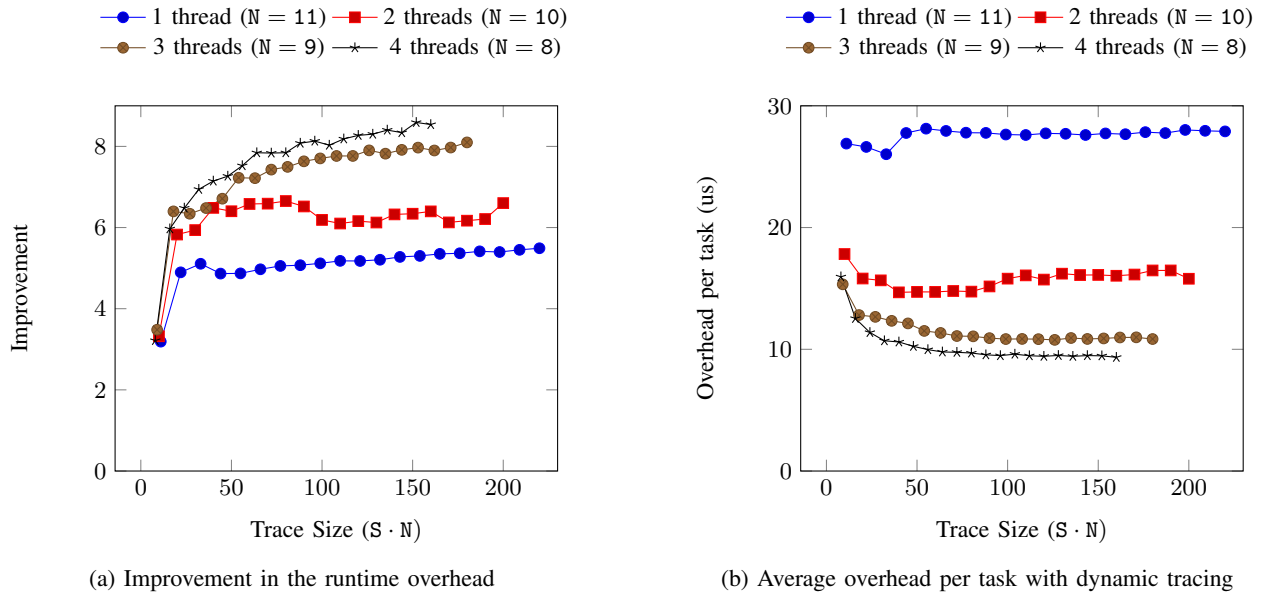 1 thread (N = 11) 2 threads (N = 10)
3 threads (N = 9) 4 threads (N = 8)
8
6
4
2
0
Improvement
0 50 100 150 200
Trace Size (S · N)
(a) Improvement in the runtime overhead
1 thread (N = 11) 2 threads (N = 10)
3 threads (N = 9) 4 threads (N = 8)
30
20
10
0
Overhead per task (us)
0 50 100 150 200
Trace Size (S · N)
(b) Average overhead per task with dynamic tracing